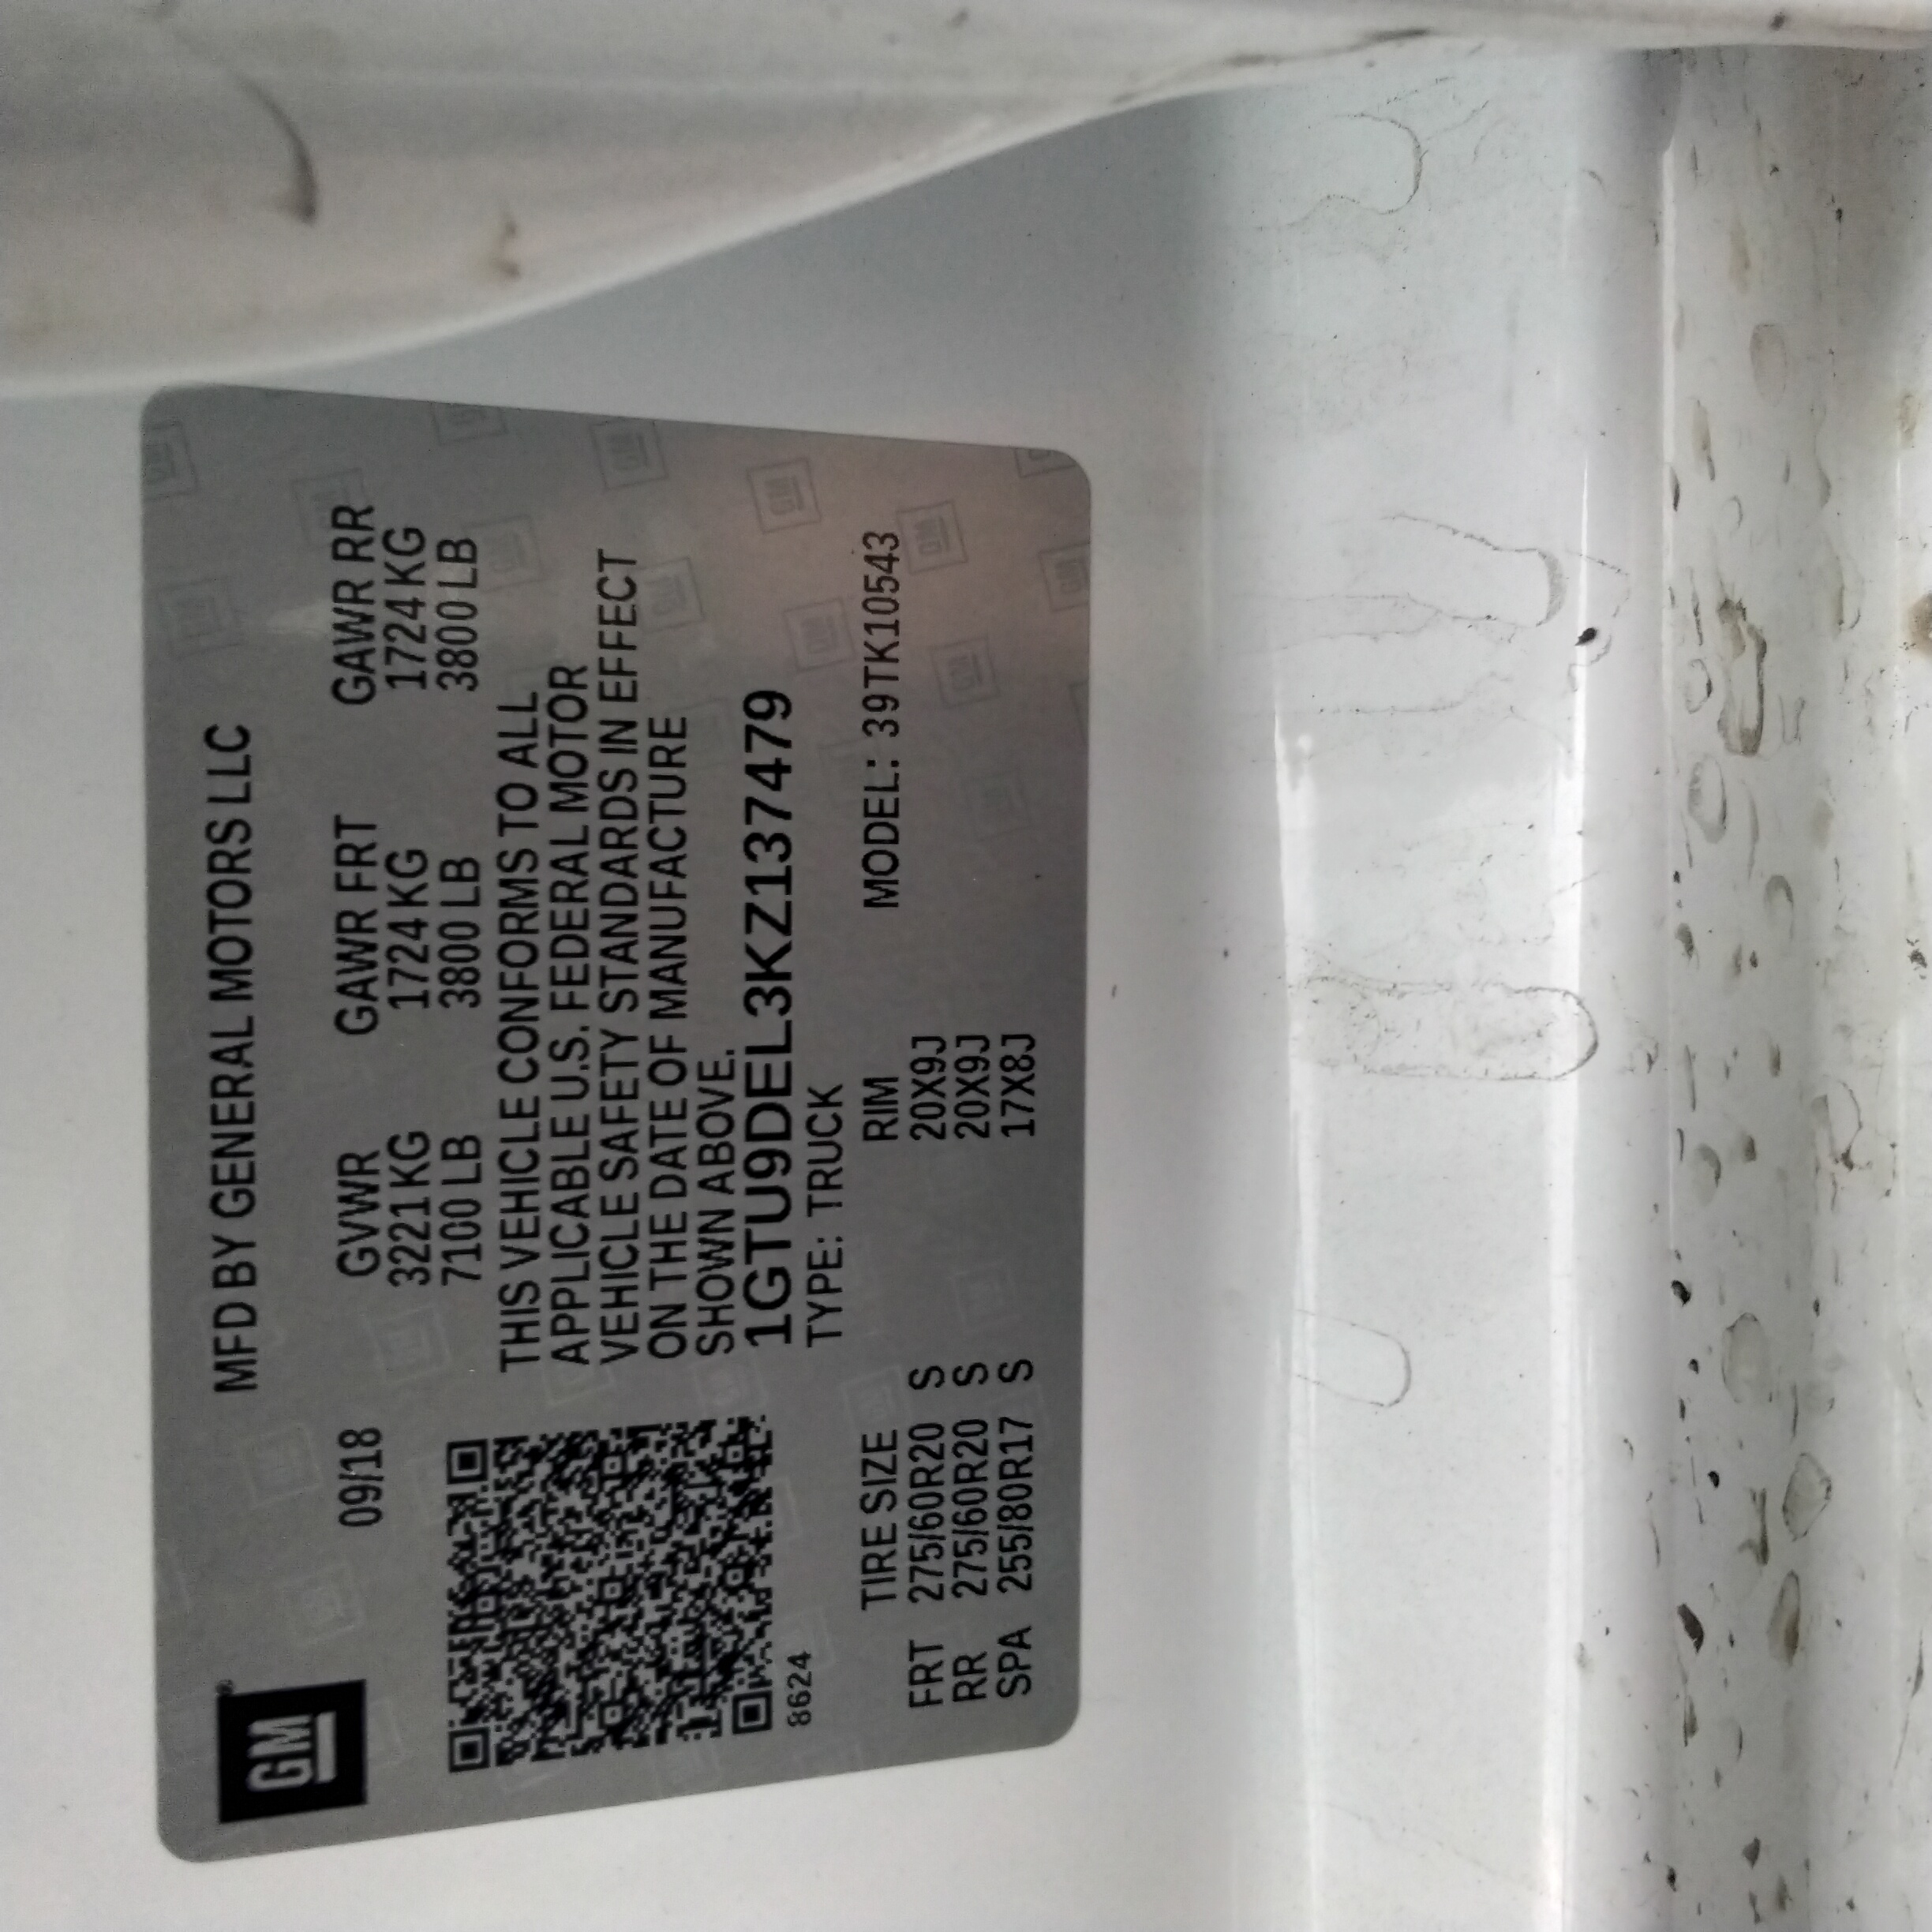 GM
MFD BY GENERAL MOTORS LLC
09/18 GVWR GAWR FRT GAWR RR
3221 KG 1724 KG 1724 KG
7100 LB 3800 LB 3800 LB
THIS VEHICLE CONFORMS TO ALL
APPLICABLE U.S. FEDERAL MOTOR
VEHICLE SAFETY STANDARDS IN EFFECT
ON THE DATE OF MANUFACTURE
SHOWN ABOVE.
1GTU9DEL3KZ137479
8624 TYPE: TRUCK
TIRE SIZE RIM MODEL: 39TK10543
FRT 275/60R20 S 20X9J
RR 275/60R20 S 20X9J
SPA 255/80R17 S 17X8J